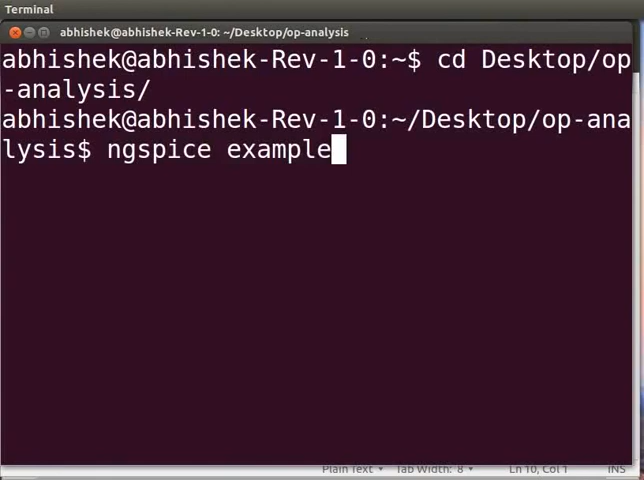 Terminal
abhishek@abhishek-Rev-1-0: ~/Desktop/op-analysis
abhishek@abhishek-Rev-1-0:~$ cd Desktop/op
-analysis/
abhishek@abhishek-Rev-1-0:~/Desktop/op-ana
lysis$ ngspice example
Plain Text Tab Width: 8 Ln 10, Col 1 INS